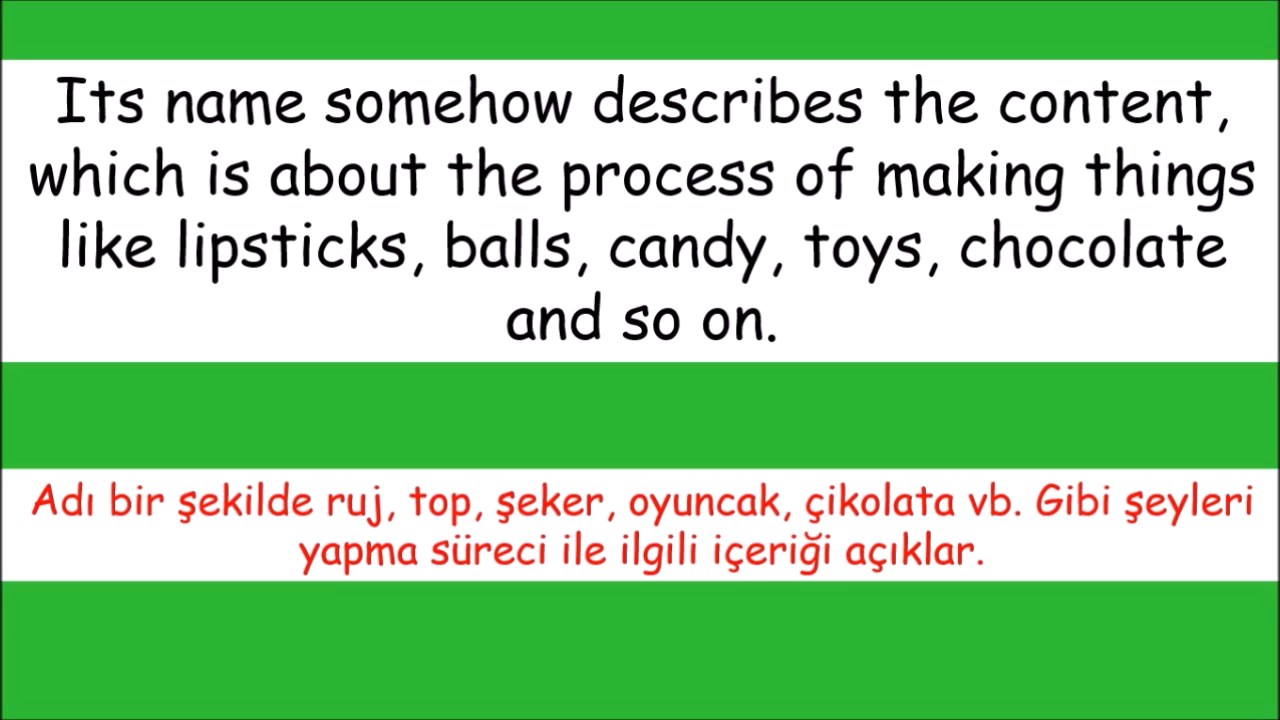 Its name somehow describes the content,
which is about the process of making things
like lipsticks, balls, candy, toys, chocolate
and so on.
Adı bir şekilde ruj, top, şeker, oyuncak, çikolata vb. Gibi şeyleri
yapma süreci ile ilgili içeriği açıklar.